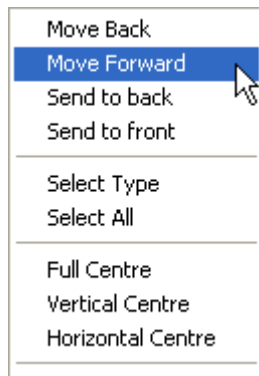 Move Back
Move Forward
Send to back
Send to front
Select Type
Select All
Full Centre
Vertical Centre
Horizontal Centre